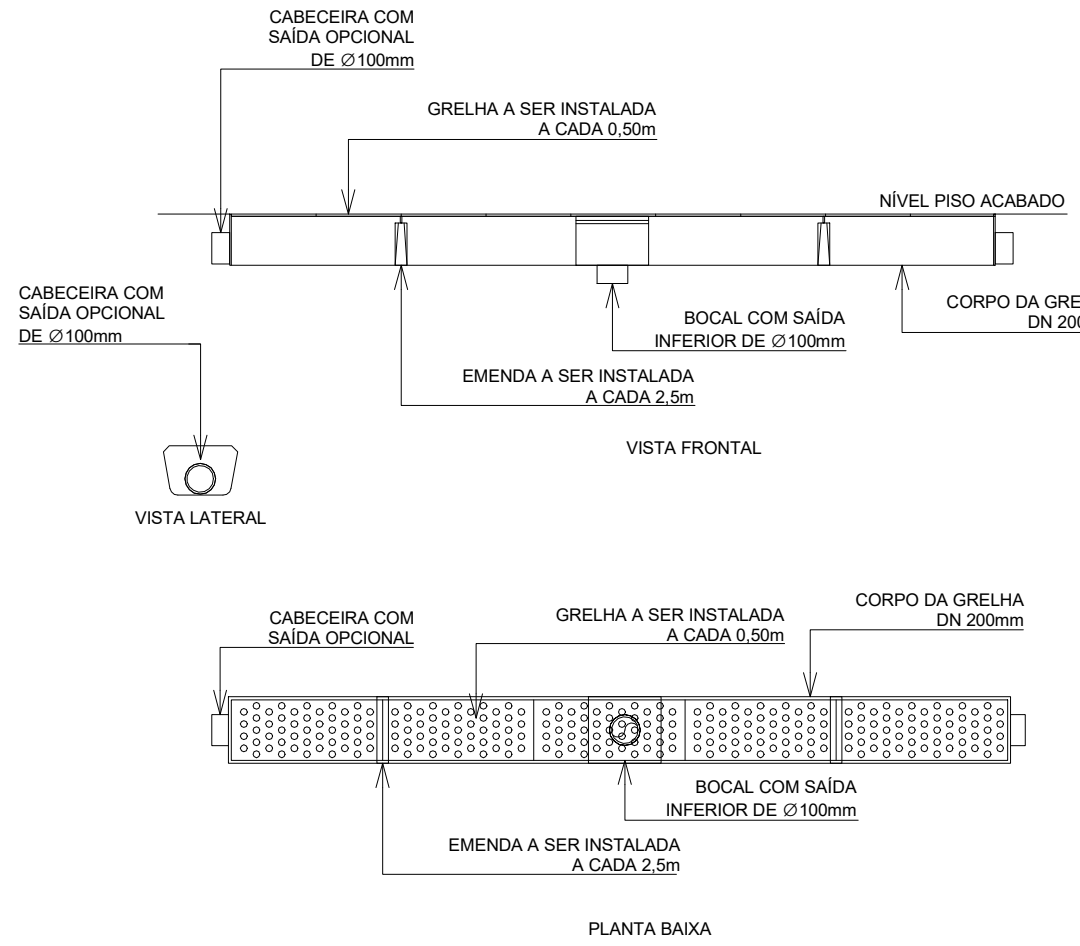 CABECEIRA COM
SAÍDA OPCIONAL
DE ∅100mm
GRELHA A SER INSTALADA
A CADA 0,50m
NÍVEL PISO ACABADO
CABECEIRA COM
SAÍDA OPCIONAL
DE ∅100mm
CORPO DA
BOCAL COM SAÍDA
INFERIOR DE ∅100mm
DN
EMENDA A SER INSTALADA
A CADA 2,5m
VISTA FRONTAL
VISTA LATERAL
CABECEIRA COM
SAÍDA OPCIONAL
GRELHA A SER INSTALADA
A CADA 0,50m
CORPO DA GRELHA
DN 200mm
BOCAL COM SAÍDA
INFERIOR DE ∅100mm
EMENDA A SER INSTALADA
A CADA 2,5m
PLANTA BAIXA